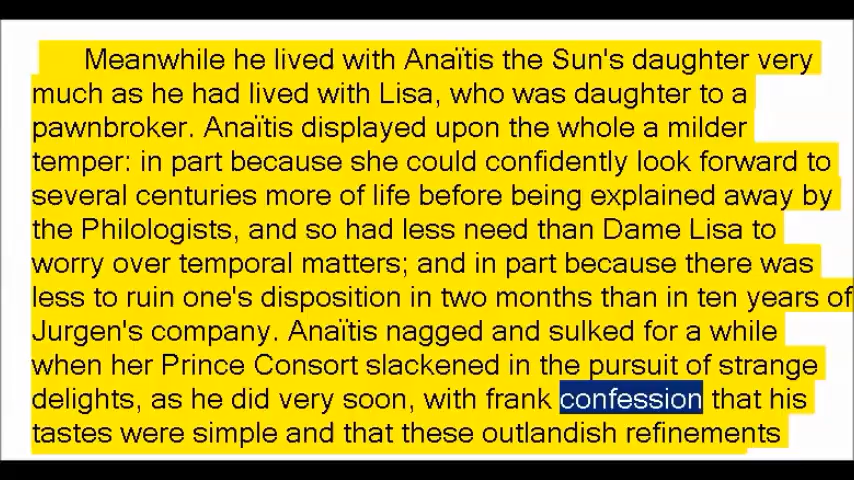 Meanwhile he lived with Anaïtis the Sun's daughter very
much as he had lived with Lisa, who was daughter to a
pawnbroker. Anaïtis displayed upon the whole a milder
temper: in part because she could confidently look forward to
several centuries more of life before being explained away by
the Philologists, and so had less need than Dame Lisa to
worry over temporal matters; and in part because there was
less to ruin one's disposition in two months than in ten years of
Jurgen's company. Anaïtis nagged and sulked for a while
when her Prince Consort slackened in the pursuit of strange
delights, as he did very soon, with frank confession that his
tastes were simple and that these outlandish refinements